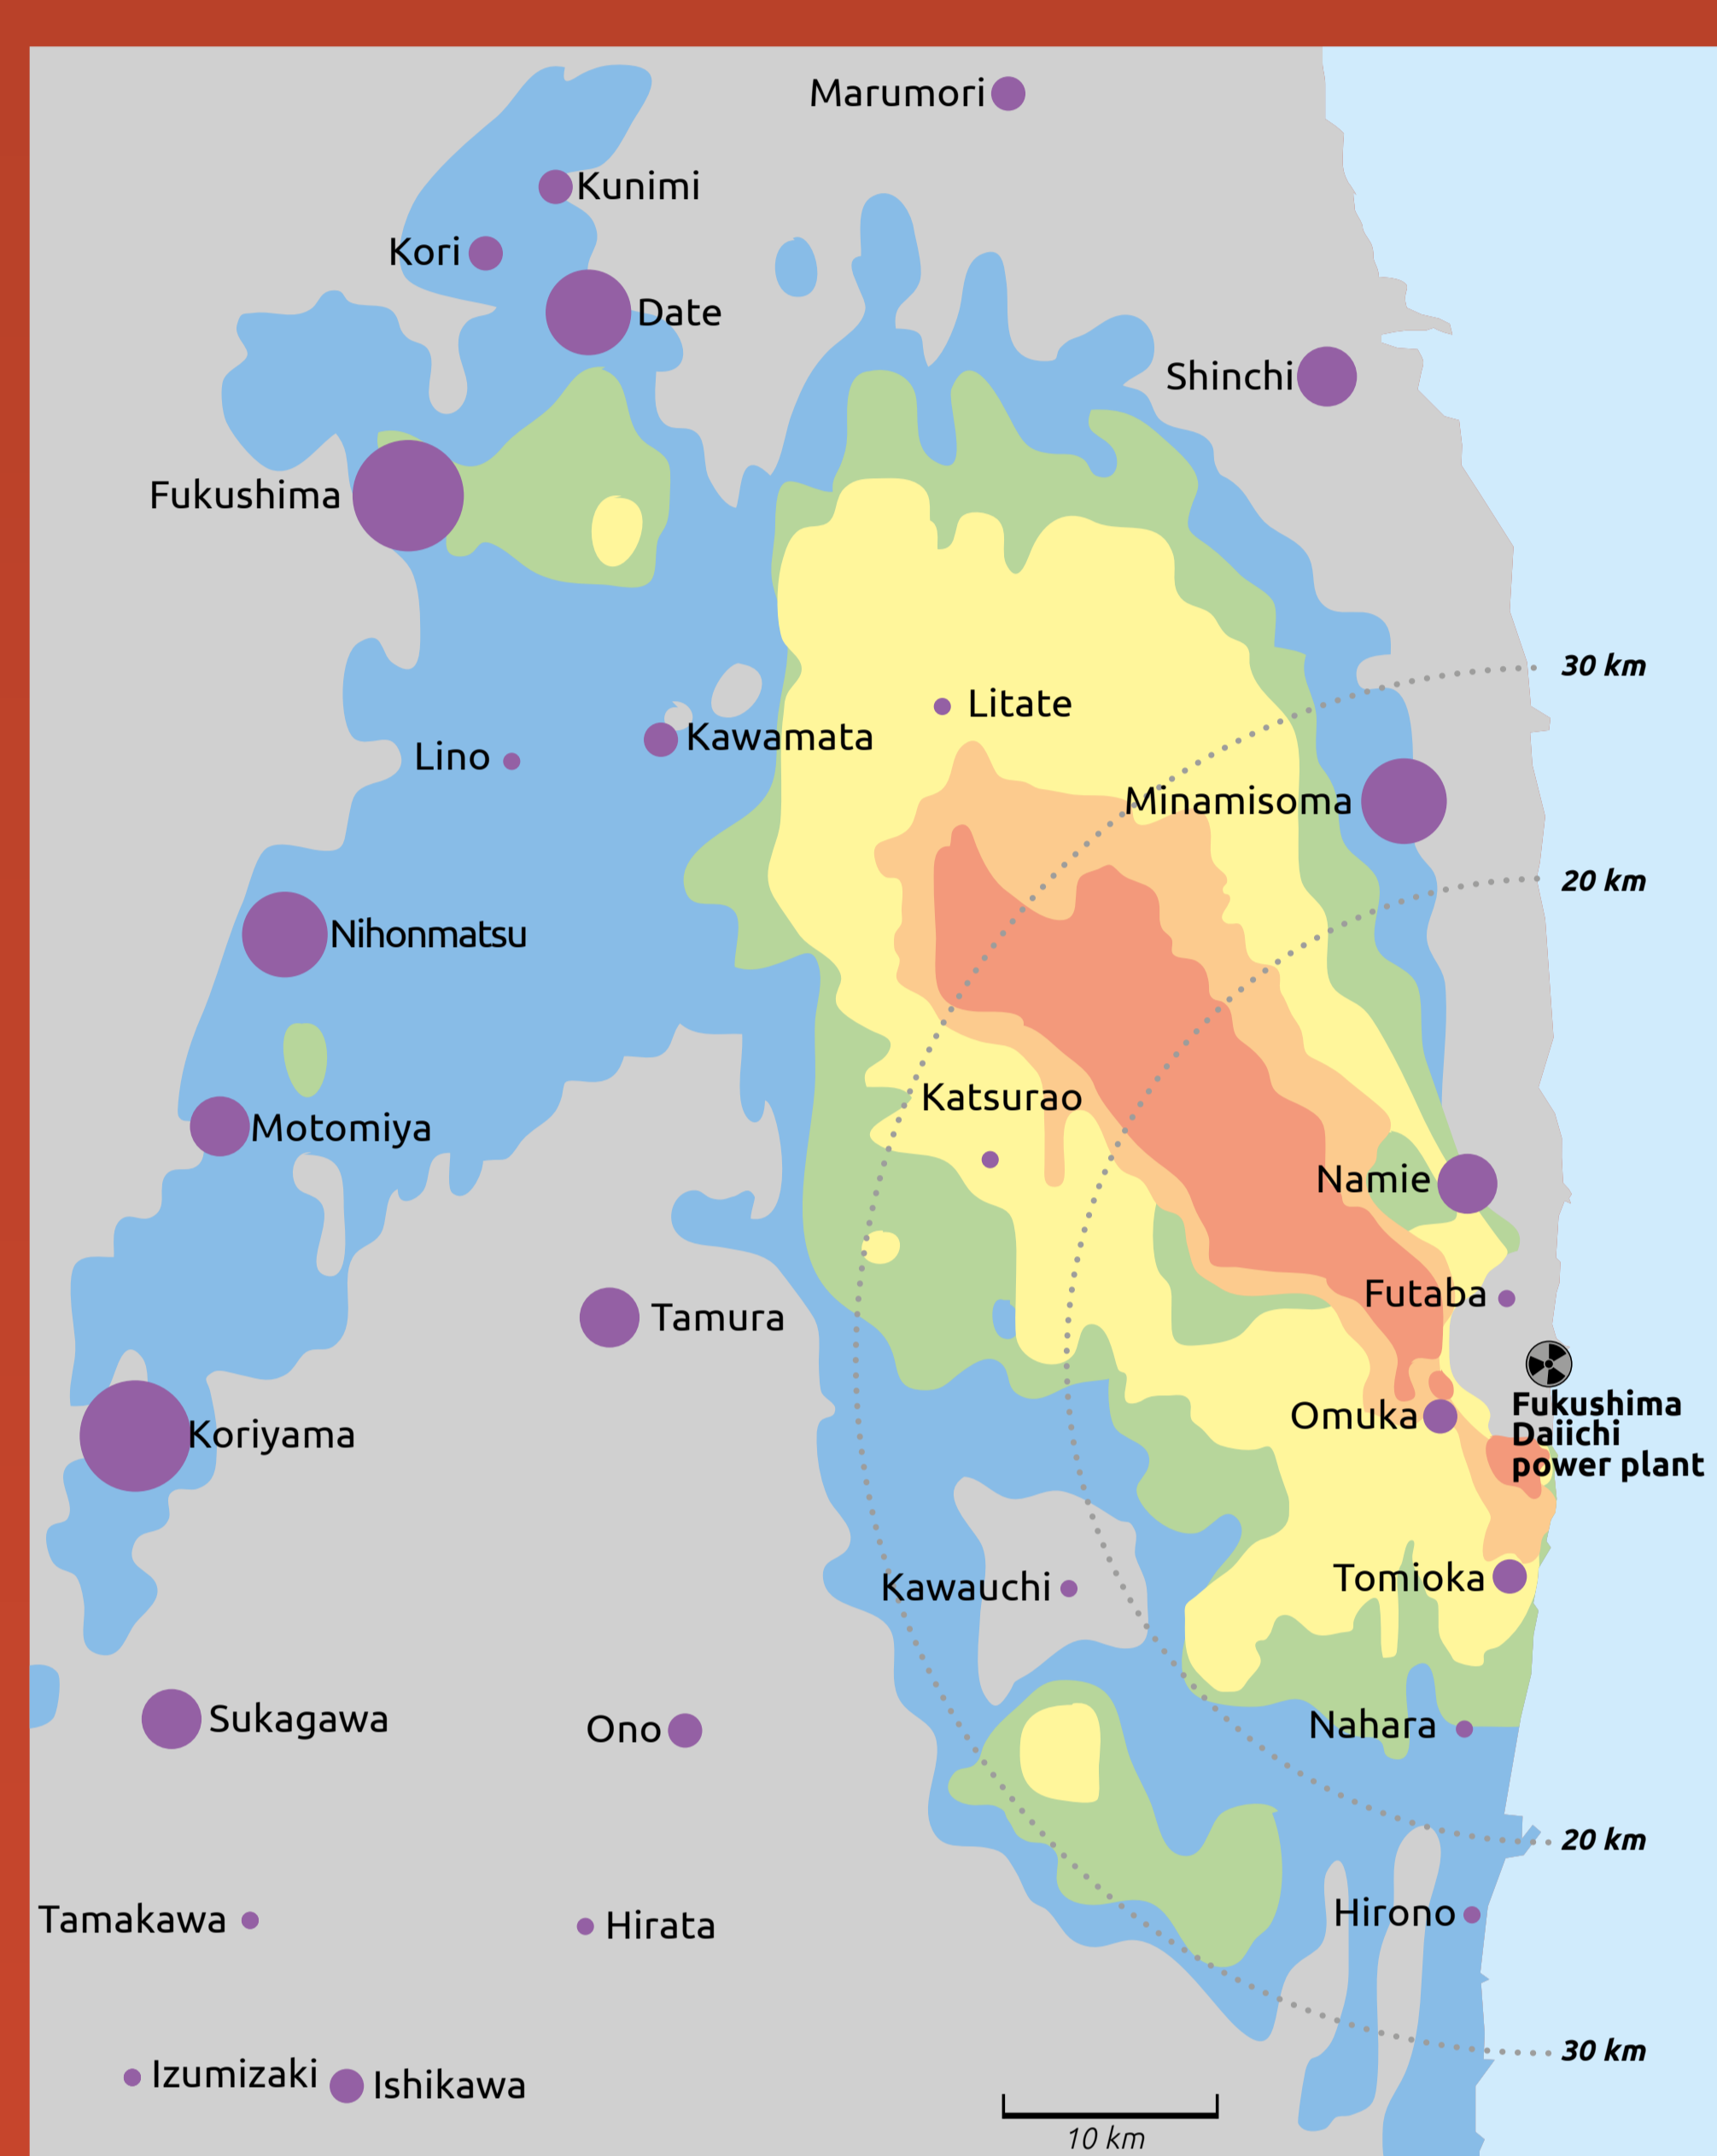 Marumori
Kunimi
Kori
Date
Shinchi
Fukushima
30 km
Litate
Kawamata
Lino
Minamisoma
20 km
Nihonmatsu
Katsurao
Motomiya
Namie
Futaba
Tamura
Fukushima
Daiichi
power plant
Omuka
Koriyama
Tomioka
Kawauchi
Sukagawa
Ono
Nahara
20 km
Tamakawa
Hirata
Hirono
30 km
Izumizaki
Ishikawa
10 km